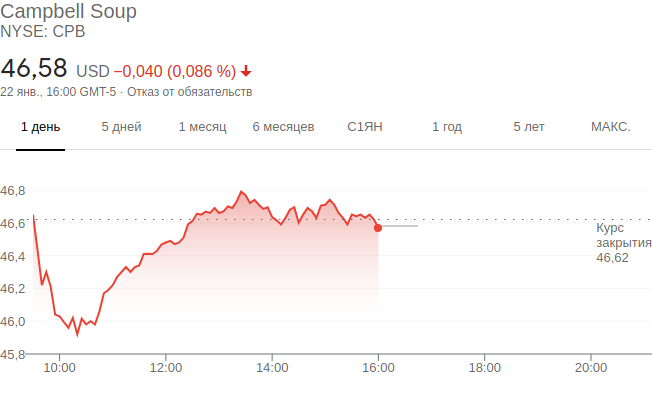 Campbell Soup
NYSE: CPB
46,58 USD −0,040 (0,086 %)
22 янв., 16:00 GMT-5 · Отказ от обязательств
1 день 5 дней 1 месяц 6 месяцев С1ЯН 1 год 5 лет МАКС.
46,8
46,6
Курс
закрытия
46,62
46,4
46,2
46,0
45,8
10:00 12:00 14:00 16:00 18:00 20:00